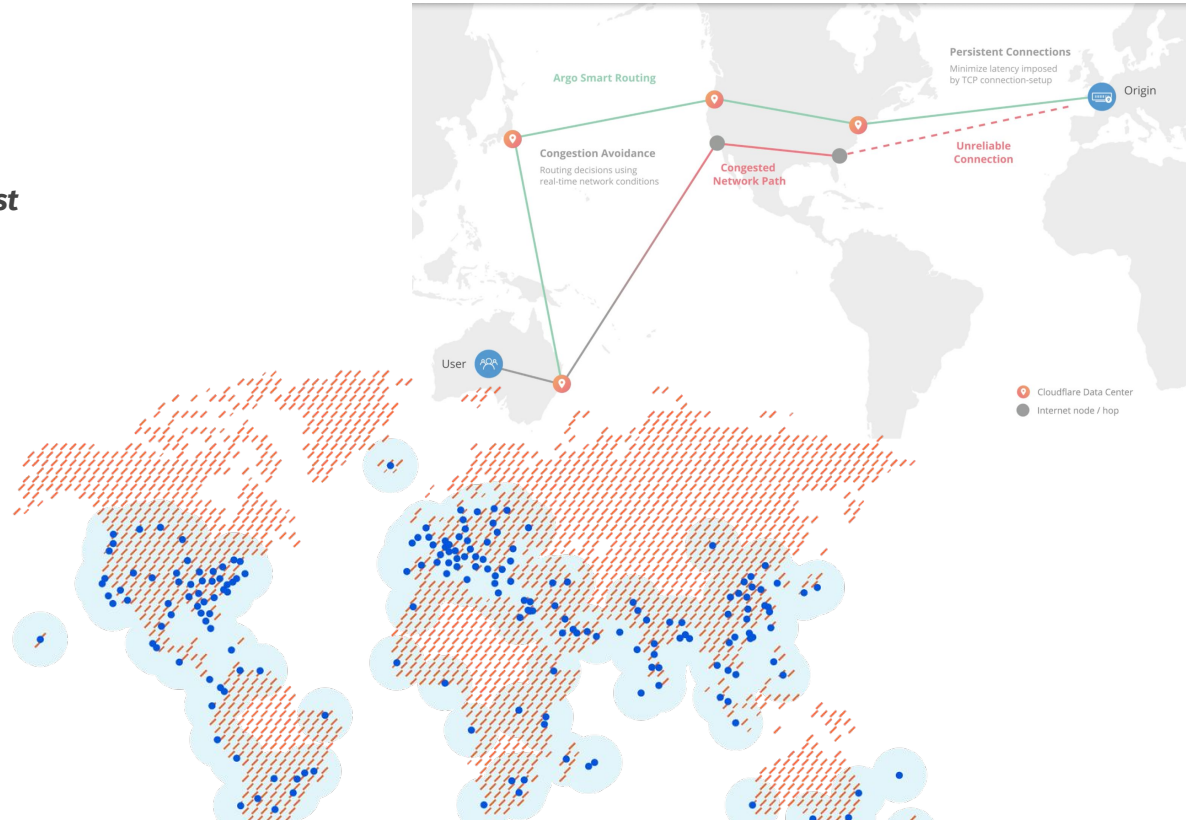 st
Persistent Connections
Minimize latency imposed
by TCP connection-setup
Argo Smart Routing
Origin
Congestion Avoidance
Routing decisions using
real-time network conditions
Congested
Network Path
Unreliable
Connection
User
Cloudflare Data Center
Internet node / hop